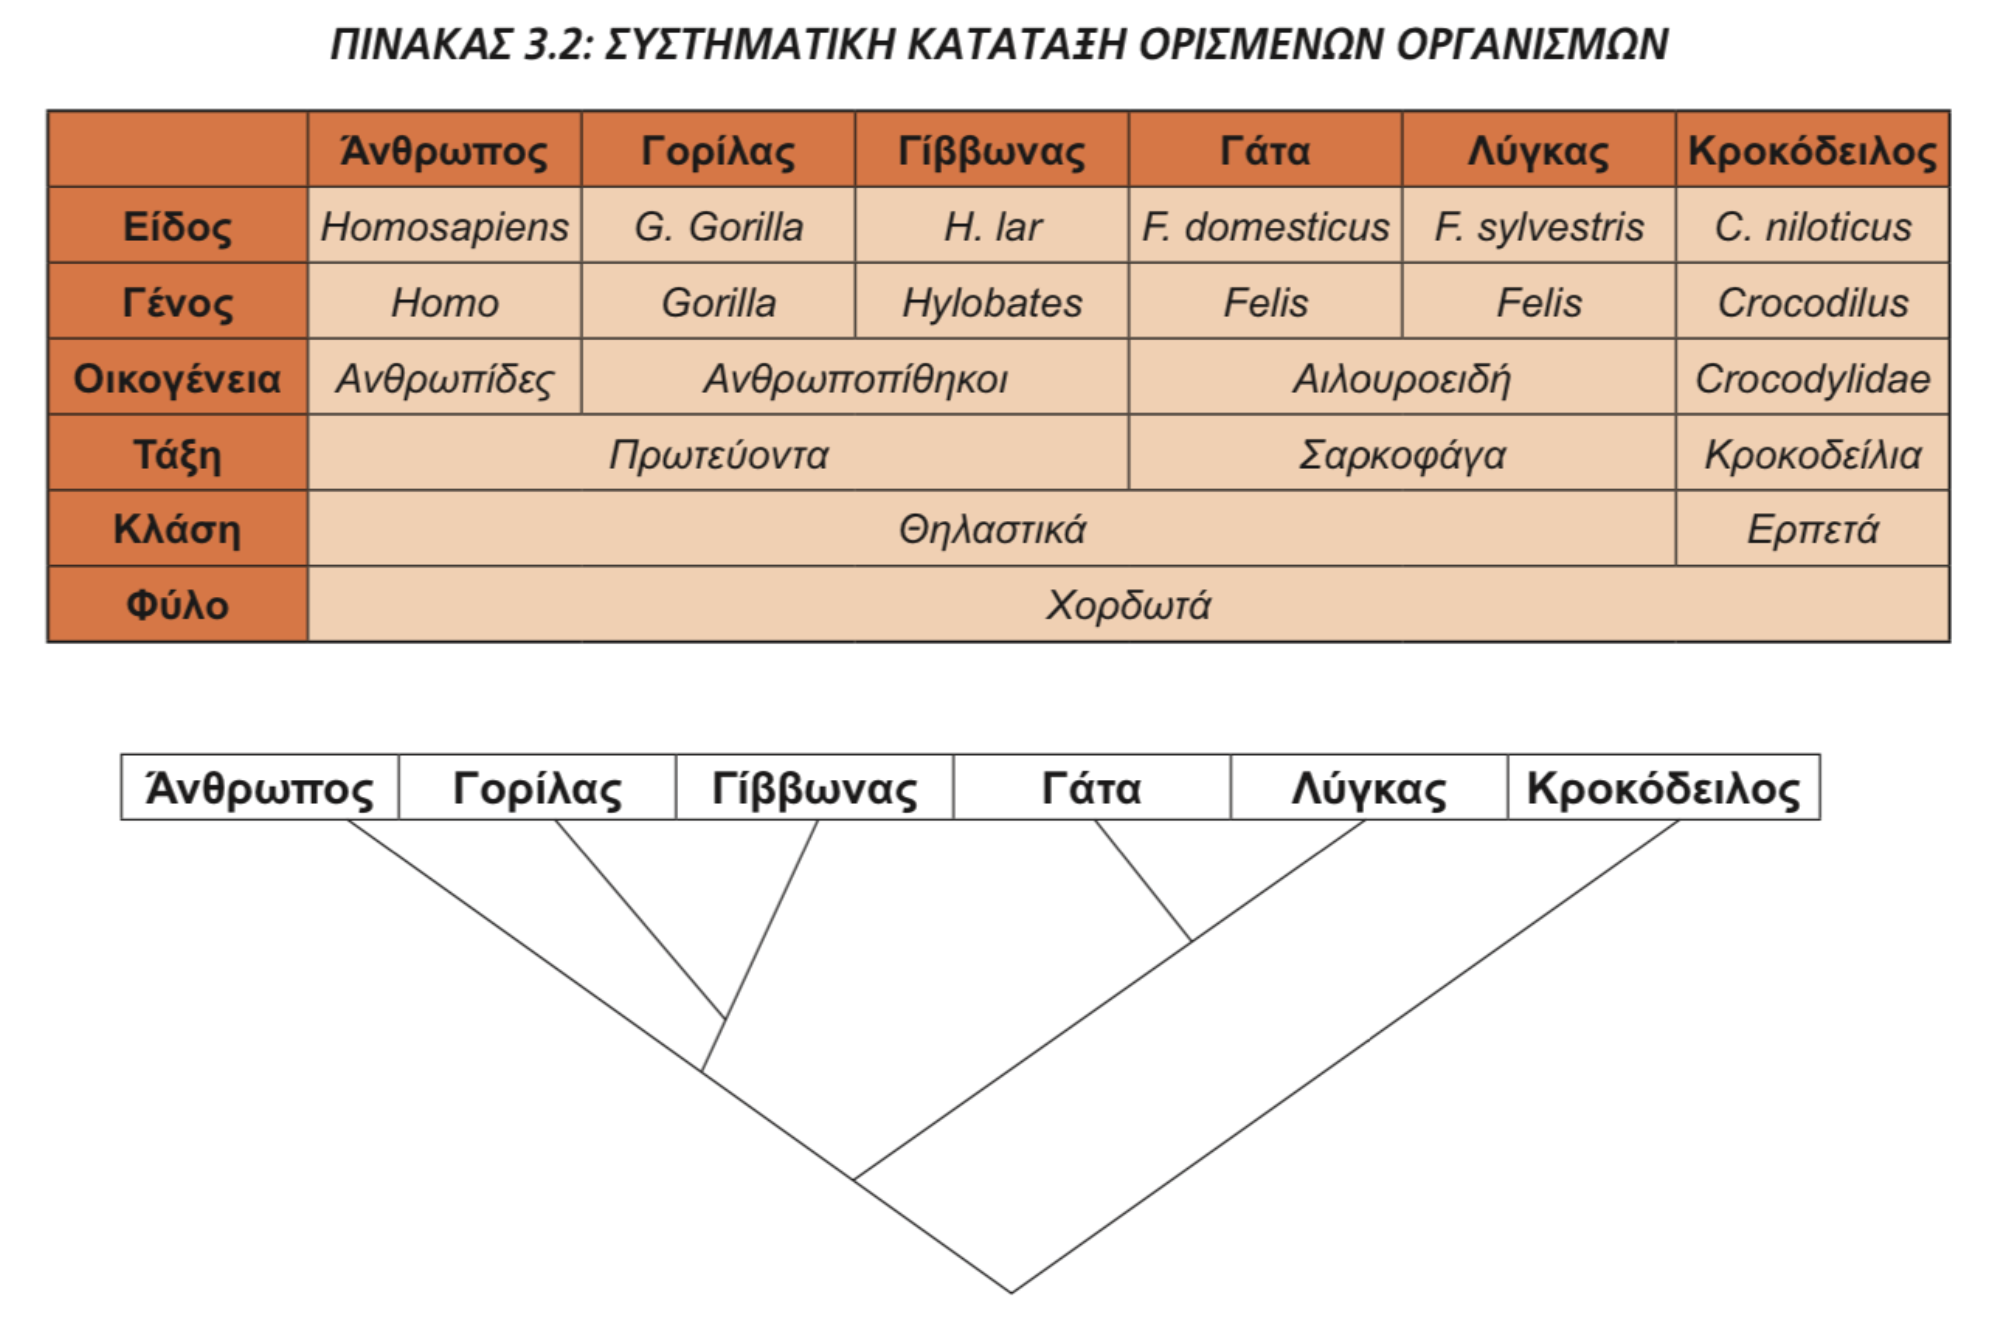 ΠΙΝΑΚΑΣ 3.2: ΣΥΣΤΗΜΑΤΙΚΗ ΚΑΤΑΤΑΞΗ ΟΡΙΣΜΕΝΩΝ ΟΡΓΑΝΙΣΜΩΝ
Άνθρωπος Γορίλας Γίββωνας Γάτα Λύγκας Κροκόδειλος
Είδος Homosapiens G. Gorilla H. lar F. domesticus F. sylvestris C. niloticus
Γένος Homo Gorilla Hylobates Felis Felis Crocodilus
Οικογένεια Ανθρωπίδες Ανθρωποπίθηκοι Αιλουροειδή Crocodylidae
Τάξη Πρωτεύοντα Σαρκοφάγα Κροκοδείλια
Κλάση Θηλαστικά Ερπετά
Φύλο Χορδωτά
Άνθρωπος Γορίλας Γίββωνας Γάτα Λύγκας Κροκόδειλος